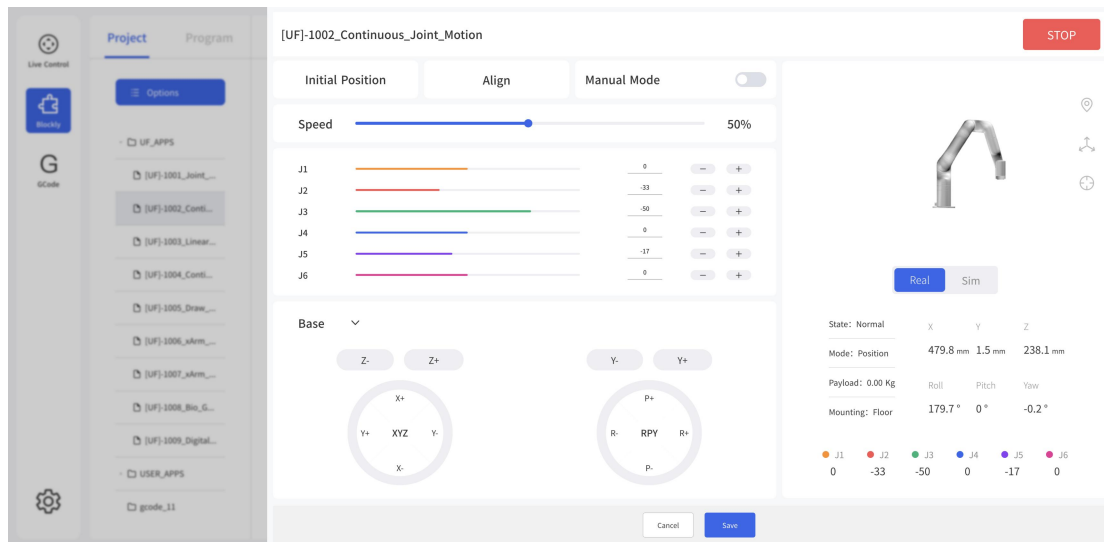 Live Control
Blockly
G
GCode
Project Program
Options
UF_APPS
[UF]-1001_Joint_...
[UF]-1002_Conti...
[UF]-1003_Linear...
[UF]-1004_Conti...
[UF]-1005_Draw_...
[UF]-1006_xArm_...
[UF]-1007_xArm_...
[UF]-1008_Bio_G...
[UF]-1009_Digital...
USER_APPS
gcode_11
[UF]-1002_Continuous_Joint_Motion
STOP
Initial Position Align Manual Mode
Speed 50%
J1 0 − +
J2 -33 − +
J3 -50 − +
J4 0 − +
J5 -17 − +
J6 0 − +
Base
Z- Z+ Y- Y+
X+ P+
Y+ XYZ Y- R- RPY R+
X- P-
Real Sim
State: Normal X Y Z
Mode: Position 479.8 mm 1.5 mm 238.1 mm
Payload: 0.00 Kg Roll Pitch Yaw
Mounting: Floor 179.7 ° 0 ° -0.2 °
J1 J2 J3 J4 J5 J6
0 -33 -50 0 -17 0
Cancel Save